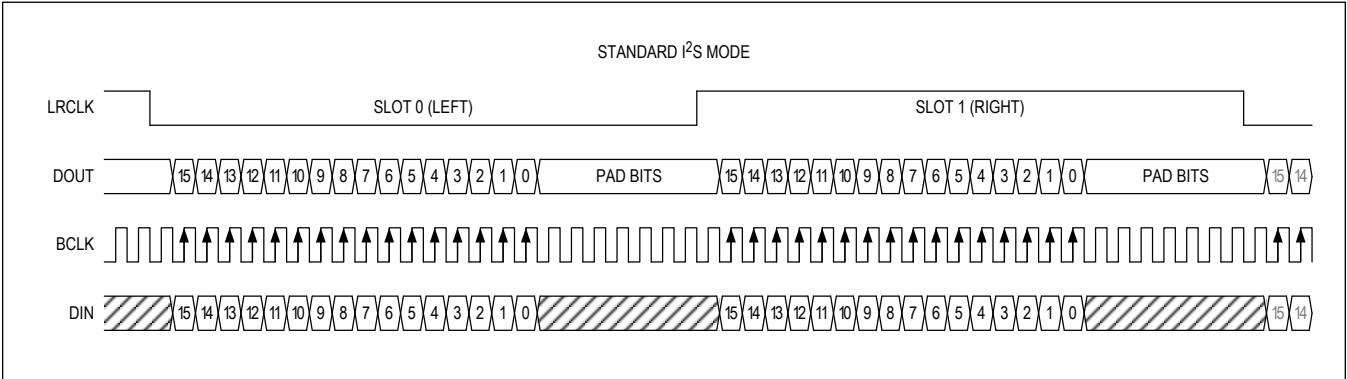 STANDARD I²S MODE
LRCLK SLOT 0 (LEFT) SLOT 1 (RIGHT)
DOUT 15 14 13 12 11 10 9 8 7 6 5 4 3 2 1 0 PAD BITS 15 14 13 12 11 10 9 8 7 6 5 4 3 2 1 0 PAD BITS 15 14
BCLK
DIN 15 14 13 12 11 10 9 8 7 6 5 4 3 2 1 0 15 14 13 12 11 10 9 8 7 6 5 4 3 2 1 0 15 14